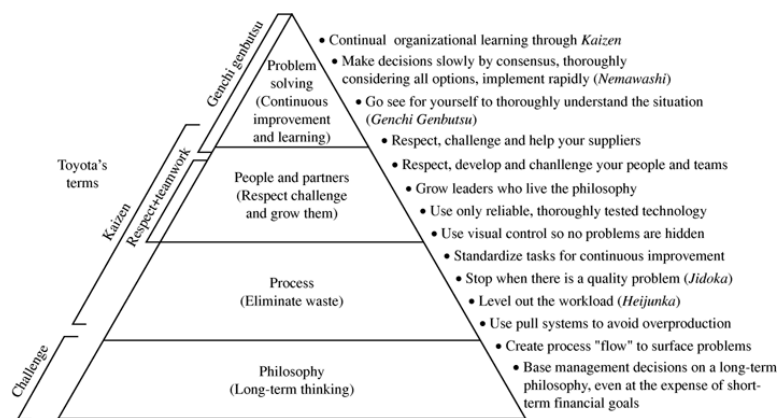 Toyota's
terms
Genchi genbutsu
Kaizen
Respect+teamwork
Challenge
Problem
solving
(Continuous
improvement
and learning)
People and partners
(Respect challenge
and grow them)
Process
(Eliminate waste)
Philosophy
(Long-term thinking)
• Continual organizational learning through Kaizen
• Make decisions slowly by consensus, thoroughly
considering all options, implement rapidly (Nemawashi)
• Go see for yourself to thoroughly understand the situation
(Genchi Genbutsu)
• Respect, challenge and help your suppliers
• Respect, develop and chanllenge your people and teams
• Grow leaders who live the philosophy
• Use only reliable, thoroughly tested technology
• Use visual control so no problems are hidden
• Standardize tasks for continuous improvement
• Stop when there is a quality problem (Jidoka)
• Level out the workload (Heijunka)
• Use pull systems to avoid overproduction
• Create process "flow" to surface problems
• Base management decisions on a long-term
philosophy, even at the expense of short-
term financial goals